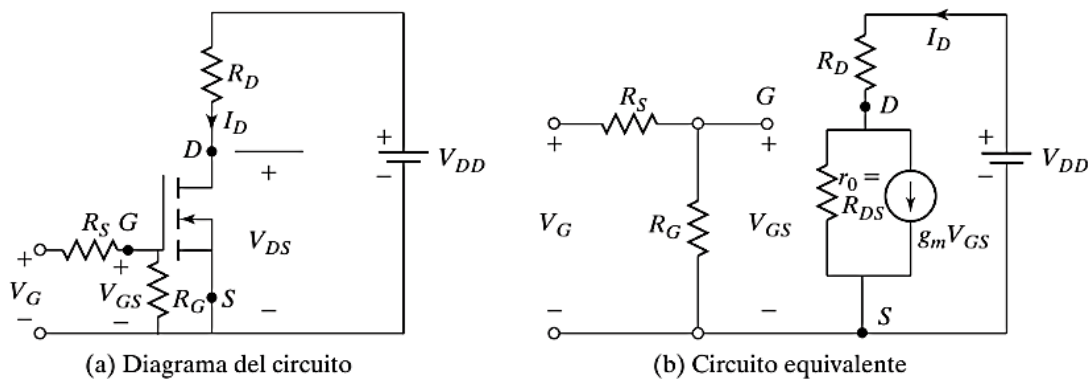 R_D
I_D
D
+
+
−
V_DD
R_S
G
V_DS
+
V_G
−
+
V_GS
−
R_G
S
−
(a) Diagrama del circuito
I_D
R_D
R_S
G
D
+
+
+
−
V_DD
r_0 =
R_DS
V_G
R_G
V_GS
g_mV_GS
−
−
S
(b) Circuito equivalente